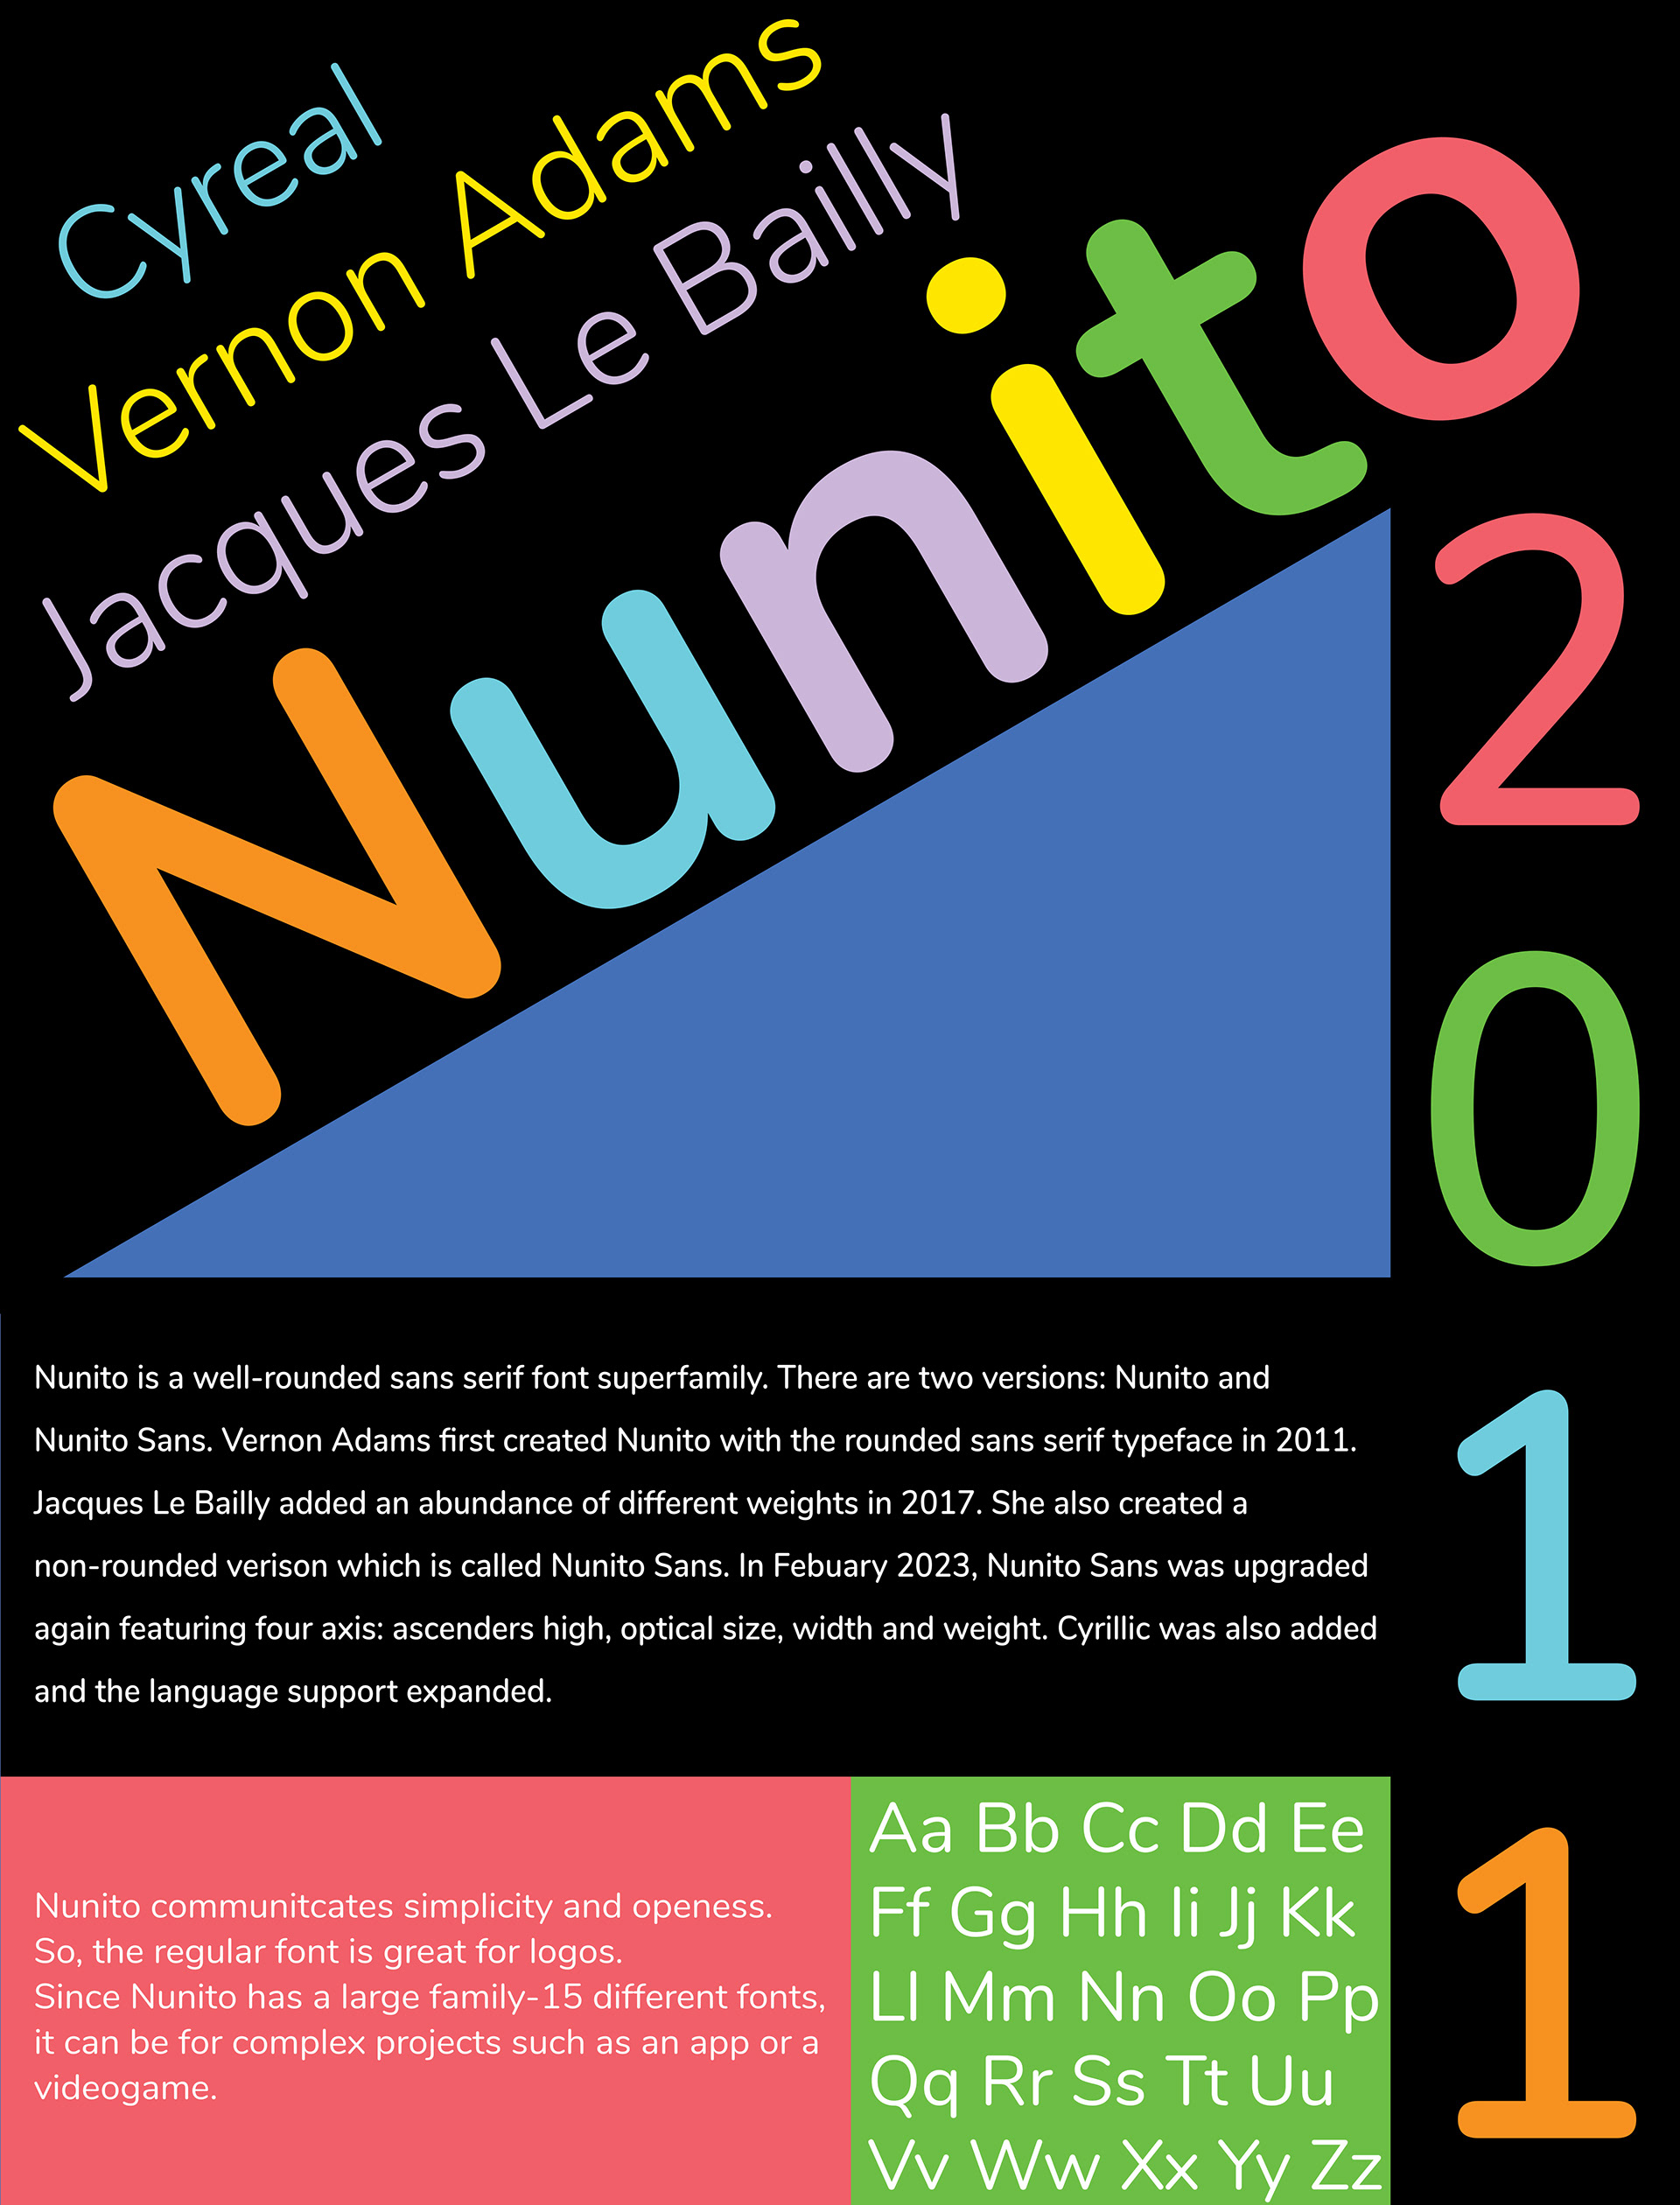 Cyreal
Vernon Adams
Jacques Le Bailly
Nunito
2011
Nunito is a well-rounded sans serif font superfamily. There are two versions: Nunito and
Nunito Sans. Vernon Adams first created Nunito with the rounded sans serif typeface in 2011.
Jacques Le Bailly added an abundance of different weights in 2017. She also created a
non-rounded verison which is called Nunito Sans. In Febuary 2023, Nunito Sans was upgraded
again featuring four axis: ascenders high, optical size, width and weight. Cyrillic was also added
and the language support expanded.
Nunito communitcates simplicity and openess.
So, the regular font is great for logos.
Since Nunito has a large family-15 different fonts,
it can be for complex projects such as an app or a
videogame.
Aa Bb Cc Dd Ee
Ff Gg Hh Ii Jj Kk
Ll Mm Nn Oo Pp
Qq Rr Ss Tt Uu
Vv Ww Xx Yy Zz